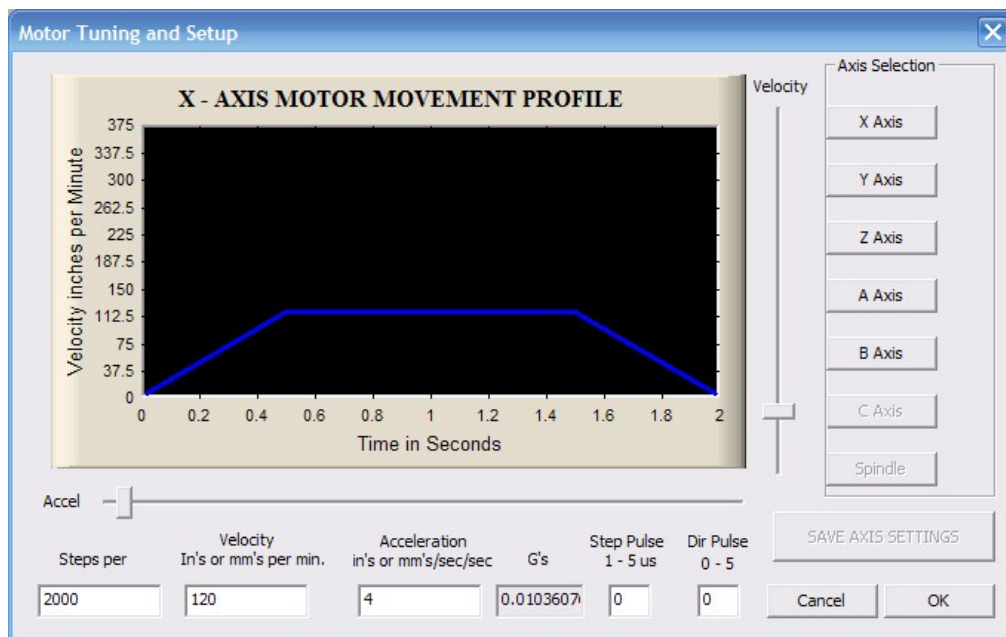 Motor Tuning and Setup
X - AXIS MOTOR MOVEMENT PROFILE
Velocity inches per Minute
375
337.5
300
262.5
225
187.5
150
112.5
75
37.5
0
0 0.2 0.4 0.6 0.8 1 1.2 1.4 1.6 1.8 2
Time in Seconds
Velocity
Axis Selection
X Axis
Y Axis
Z Axis
A Axis
B Axis
C Axis
Spindle
Accel
Steps per
Velocity
In's or mm's per min.
Acceleration
in's or mm's/sec/sec
G's
Step Pulse
1 - 5 us
Dir Pulse
0 - 5
SAVE AXIS SETTINGS
2000 120 4 0.0103607 0 0
Cancel OK